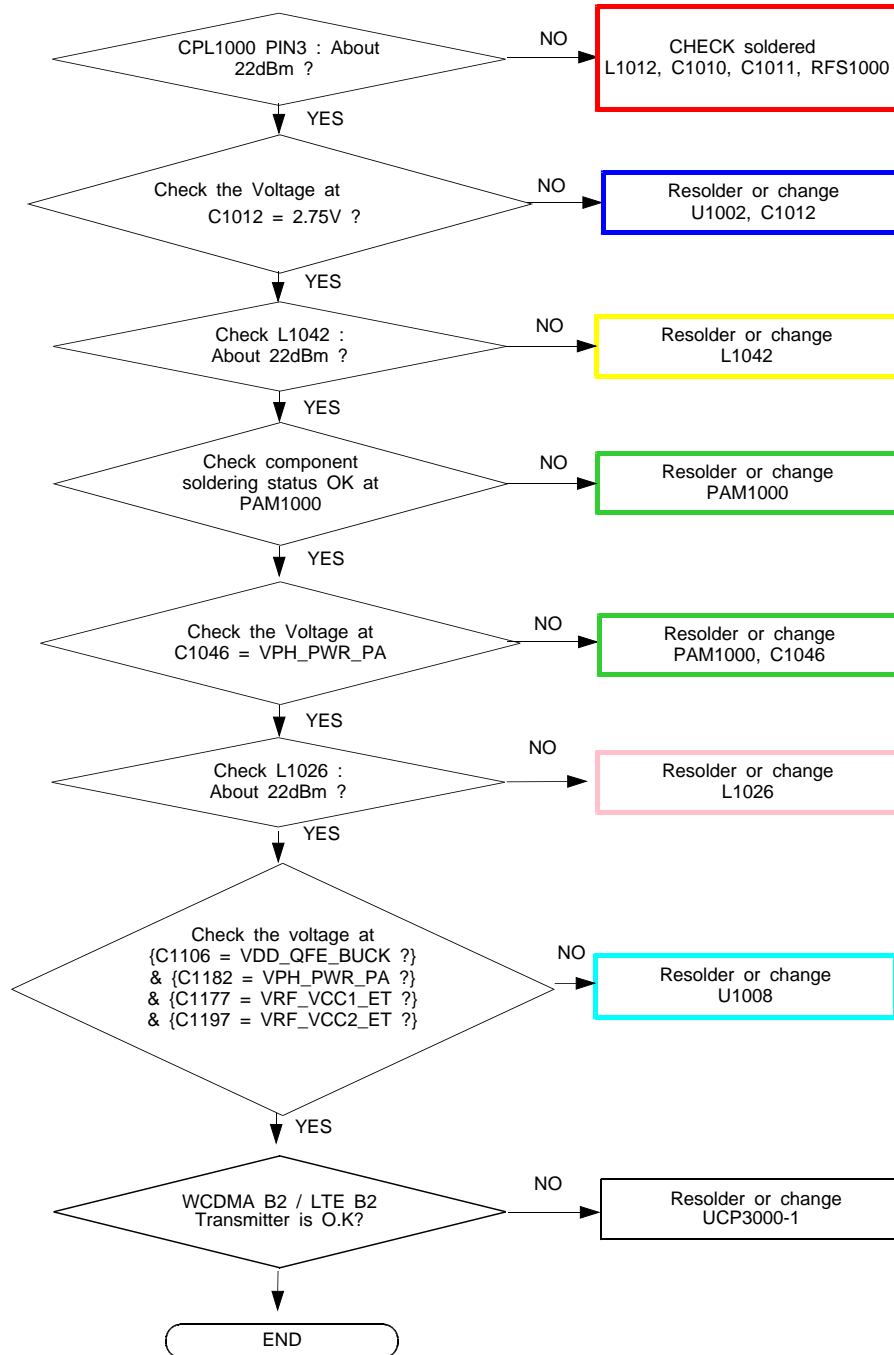 CPL1000 PIN3 : About
22dBm ?
NO
CHECK soldered
L1012, C1010, C1011, RFS1000
YES
Check the Voltage at
C1012 = 2.75V ?
NO
Resolder or change
U1002, C1012
YES
Check L1042 :
About 22dBm ?
NO
Resolder or change
L1042
YES
Check component
soldering status OK at
PAM1000
NO
Resolder or change
PAM1000
YES
Check the Voltage at
C1046 = VPH_PWR_PA
NO
Resolder or change
PAM1000, C1046
YES
Check L1026 :
About 22dBm ?
NO
Resolder or change
L1026
YES
Check the voltage at
{C1106 = VDD_QFE_BUCK ?}
& {C1182 = VPH_PWR_PA ?}
& {C1177 = VRF_VCC1_ET ?}
& {C1197 = VRF_VCC2_ET ?}
NO
Resolder or change
U1008
YES
WCDMA B2 / LTE B2
Transmitter is O.K?
NO
Resolder or change
UCP3000-1
END